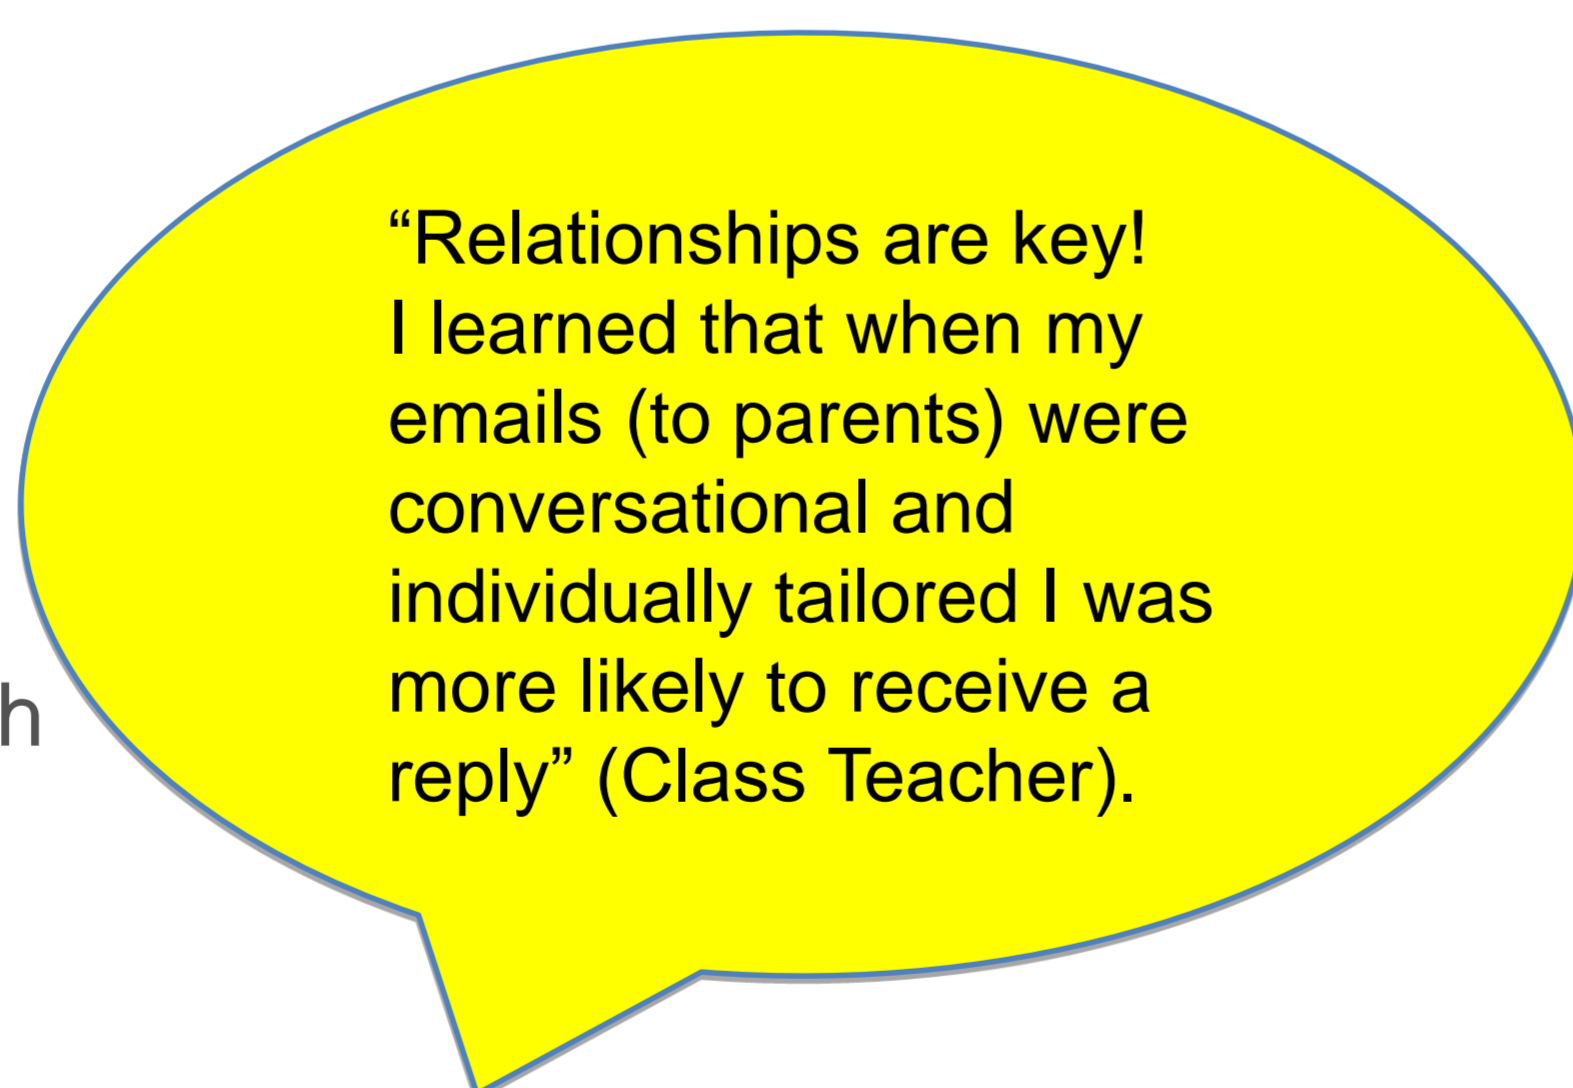 “Relationships are key!
I learned that when my
emails (to parents) were
conversational and
individually tailored I was
more likely to receive a
reply” (Class Teacher).
h